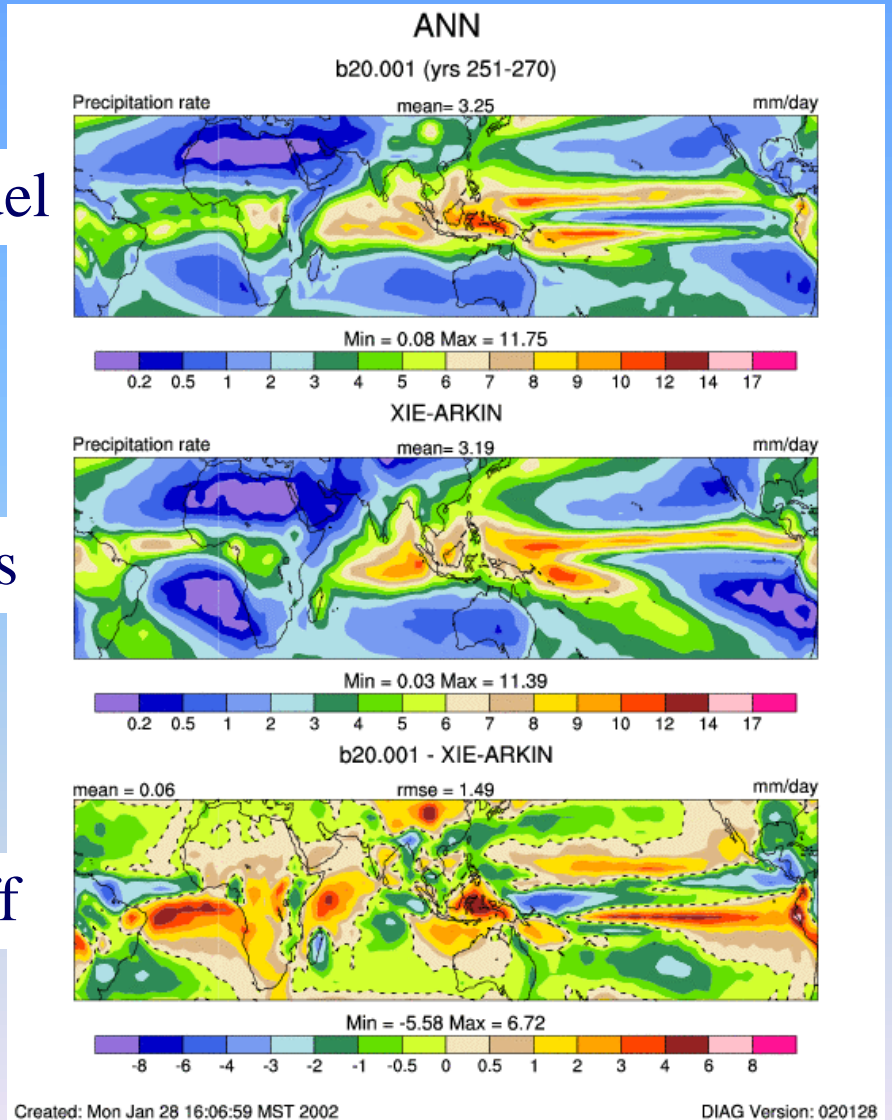 ANN
b20.001 (yrs 251-270)
Precipitation rate mean= 3.25 mm/day
Min = 0.08 Max = 11.75
0.2 0.5 1 2 3 4 5 6 7 8 9 10 12 14 17
XIE-ARKIN
Precipitation rate mean= 3.19 mm/day
Min = 0.03 Max = 11.39
0.2 0.5 1 2 3 4 5 6 7 8 9 10 12 14 17
b20.001 - XIE-ARKIN
mean = 0.06 rmse = 1.49 mm/day
Min = -5.58 Max = 6.72
-8 -6 -4 -3 -2 -1 -0.5 0 0.5 1 2 3 4 6 8
Created: Mon Jan 28 16:06:59 MST 2002 DIAG Version: 020128